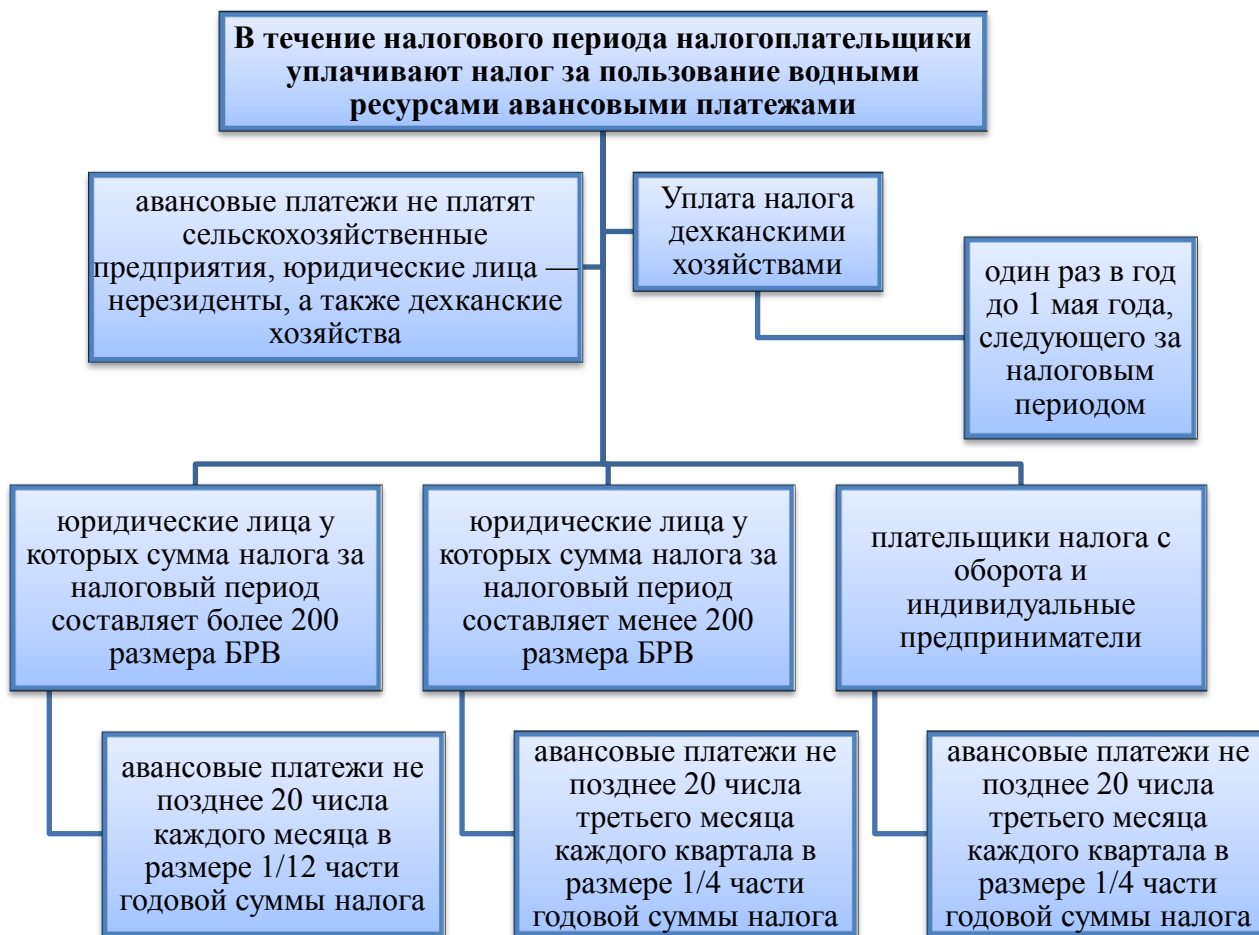 В течение налогового периода налогоплательщики
уплачивают налог за пользование водными
ресурсами авансовыми платежами
авансовые платежи не платят
сельскохозяйственные
предприятия, юридические лица —
нерезиденты, а также дехканские
хозяйства
Уплата налога
дехканскими
хозяйствами
один раз в год
до 1 мая года,
следующего за
налоговым
периодом
юридические лица у
которых сумма налога за
налоговый период
составляет более 200
размера БРВ
юридические лица у
которых сумма налога за
налоговый период
составляет менее 200
размера БРВ
плательщики налога с
оборота и
индивидуальные
предприниматели
авансовые платежи не
позднее 20 числа
каждого месяца в
размере 1/12 части
годовой суммы налога
авансовые платежи не
позднее 20 числа
третьего месяца
каждого квартала в
размере 1/4 части
годовой суммы налога
авансовые платежи не
позднее 20 числа
третьего месяца
каждого квартала в
размере 1/4 части
годовой суммы налога